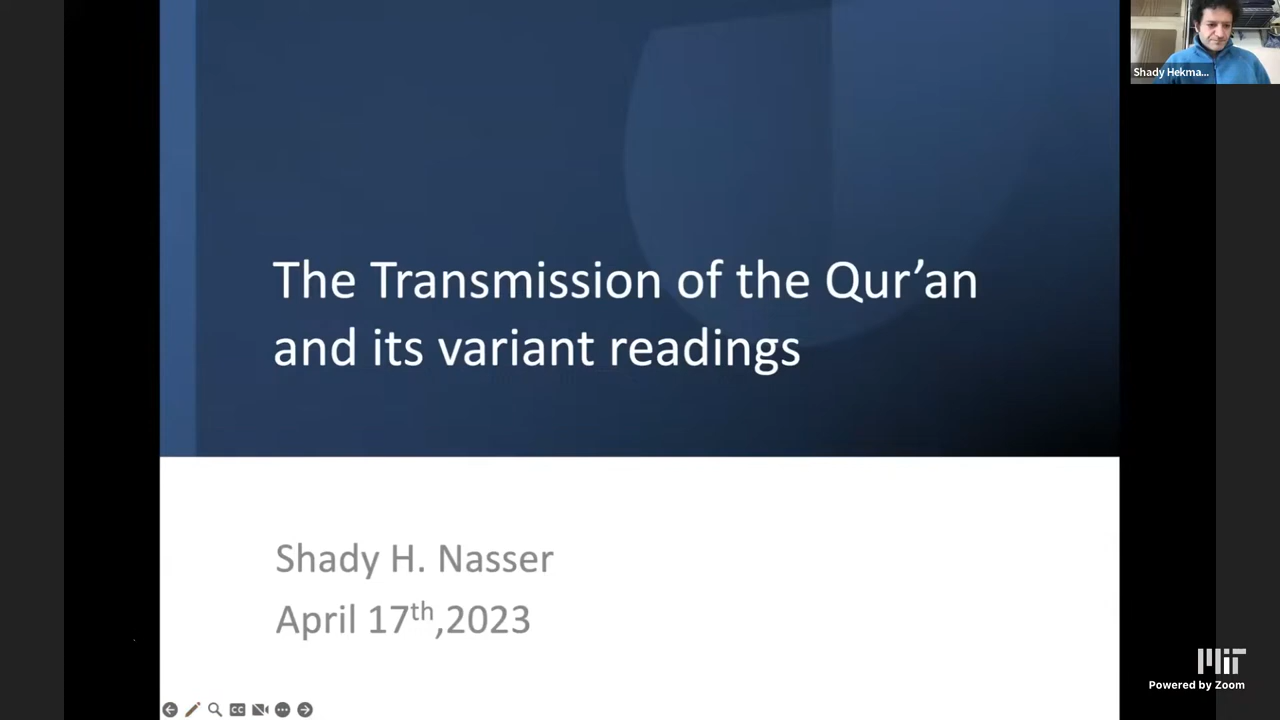 The Transmission of the Qur’an
and its variant readings
Shady H. Nasser
April 17th,2023
Shady Hekma...
CC
MIT
Powered by Zoom